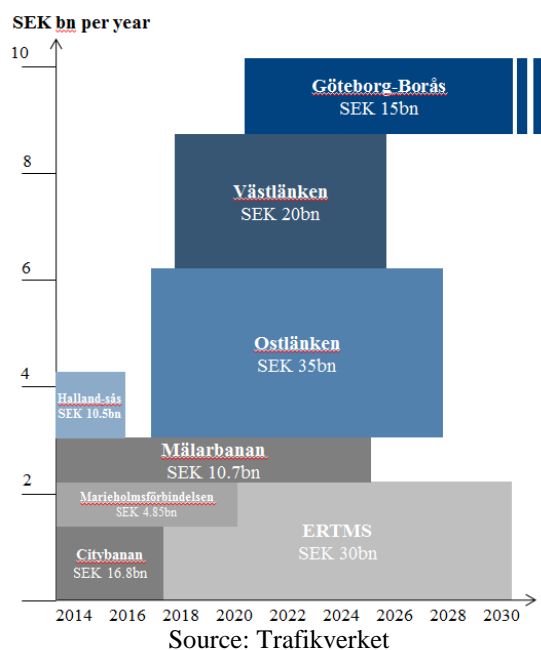 SEK bn per year
10
Göteborg-Borås
SEK 15bn
8
Västlänken
SEK 20bn
6
Ostlänken
SEK 35bn
4
Halland-sås
SEK 10.5bn
Mälarbanan
SEK 10.7bn
2
Marieholmsförbindelsen
SEK 4.85bn
ERTMS
SEK 30bn
Citybanan
SEK 16.8bn
2014 2016 2018 2020 2022 2024 2026 2028 2030
Source: Trafikverket